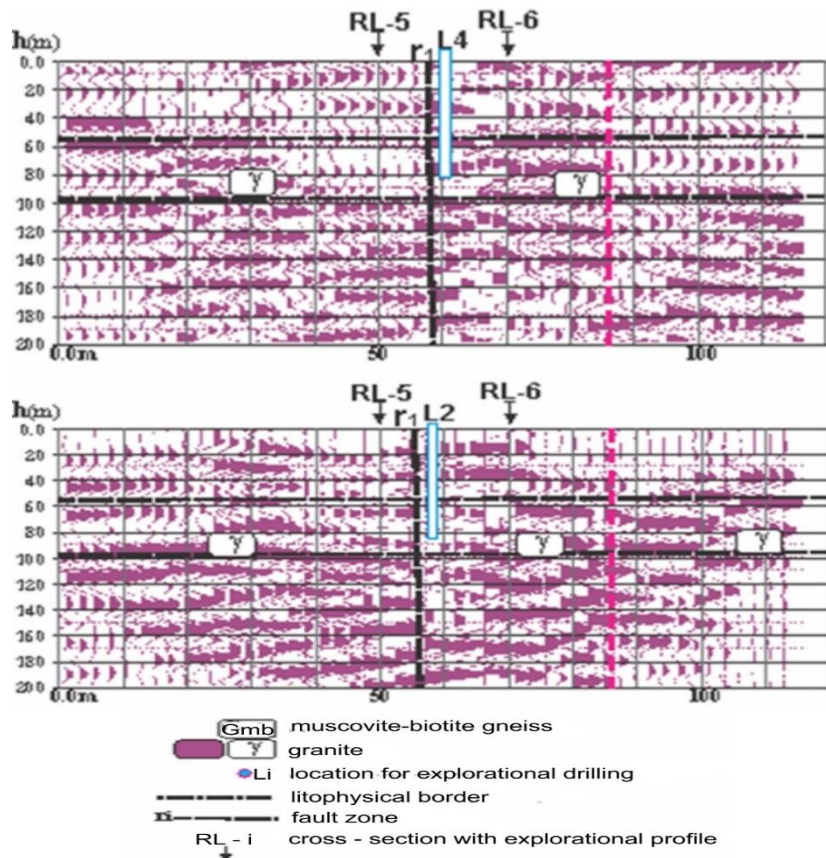 RL-5 RL-6
h(m) r1 L4
0.0
20
40
60
80
γ γ
100
120
140
160
180
200
0.0m 50 100
RL-5 RL-6
h(m) r1 L2
0.0
20
40
60
80
γ γ γ
100
120
140
160
180
200
0.0m 50 100
Gmb muscovite-biotite gneiss
γ granite
Li location for explorational drilling
litophysical border
ri fault zone
RL - i cross - section with explorational profile